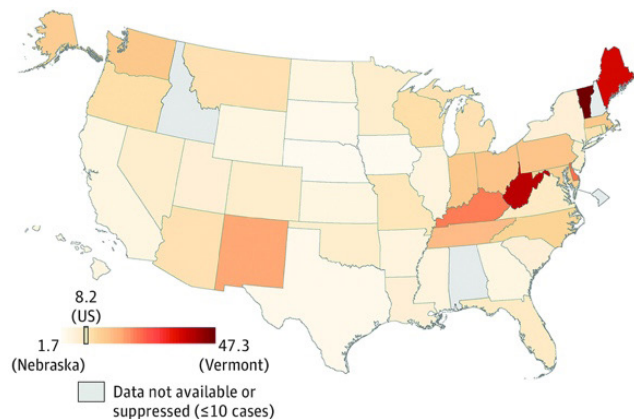 8.2
(US)
1.7
47.3
(Nebraska)
(Vermont)
Data not available or
suppressed (≤10 cases)